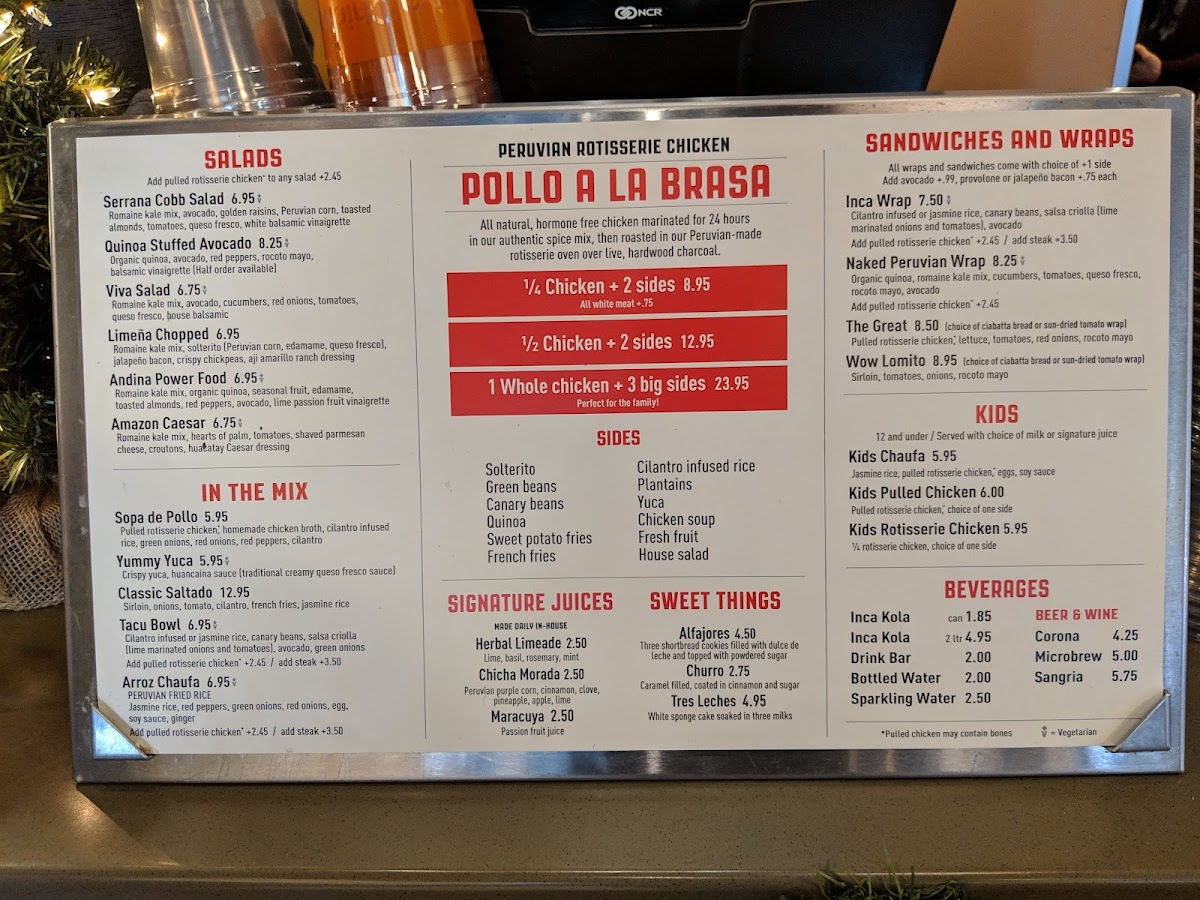 NCR
SALADS
Add pulled rotisserie chicken* to any salad +2.45
Serrana Cobb Salad 6.95
Romaine kale mix, avocado, golden raisins, Peruvian corn, toasted
almonds, tomatoes, queso fresco, white balsamic vinaigrette
Quinoa Stuffed Avocado 8.25
Organic quinoa, avocado, red peppers, rocoto mayo,
balsamic vinaigrette (Half order available)
Viva Salad 6.75
Romaine kale mix, avocado, cucumbers, red onions, tomatoes,
queso fresco, house balsamic
Limeña Chopped 6.95
Romaine kale mix, solterito (Peruvian corn, edamame, queso fresco),
jalapeño bacon, crispy chickpeas, aji amarillo ranch dressing
Andina Power Food 6.95
Romaine kale mix, organic quinoa, seasonal fruit, edamame,
toasted almonds, red peppers, avocado, lime passion fruit vinaigrette
Amazon Caesar 6.75
Romaine kale mix, hearts of palm, tomatoes, shaved parmesan
cheese, croutons, huacatay Caesar dressing
IN THE MIX
Sopa de Pollo 5.95
Pulled rotisserie chicken,* homemade chicken broth, cilantro infused
rice, green onions, red onions, red peppers, cilantro
Yummy Yuca 5.95
Crispy yuca, huancaína sauce (traditional creamy queso fresco sauce)
Classic Saltado 12.95
Sirloin, onions, tomato, cilantro, french fries, jasmine rice
Tacu Bowl 6.95
Cilantro infused or jasmine rice, canary beans, salsa criolla
(lime marinated onions and tomatoes), avocado, green onions
Add pulled rotisserie chicken* +2.45 / add steak +3.50
Arroz Chaufa 6.95
PERUVIAN FRIED RICE
Jasmine rice, red peppers, green onions, red onions, egg,
soy sauce, ginger
Add pulled rotisserie chicken* +2.45 / add steak +3.50
PERUVIAN ROTISSERIE CHICKEN
POLLO A LA BRASA
All natural, hormone free chicken marinated for 24 hours
in our authentic spice mix, then roasted in our Peruvian-made
rotisserie oven over live, hardwood charcoal.
¼ Chicken + 2 sides 8.95
All white meat +.75
½ Chicken + 2 sides 12.95
1 Whole chicken + 3 big sides 23.95
Perfect for the family!
SIDES
Solterito
Green beans
Canary beans
Quinoa
Sweet potato fries
French fries
Cilantro infused rice
Plantains
Yuca
Chicken soup
Fresh fruit
House salad
SIGNATURE JUICES
MADE DAILY IN-HOUSE
Herbal Limeade 2.50
Lime, basil, rosemary, mint
Chicha Morada 2.50
Peruvian purple corn, cinnamon, clove,
pineapple, apple, lime
Maracuya 2.50
Passion fruit juice
SWEET THINGS
Alfajores 4.50
Three shortbread cookies filled with dulce de
leche and topped with powdered sugar
Churro 2.75
Caramel filled, coated in cinnamon and sugar
Tres Leches 4.95
White sponge cake soaked in three milks
SANDWICHES AND WRAPS
All wraps and sandwiches come with choice of +1 side
Add avocado +.99, provolone or jalapeño bacon +.75 each
Inca Wrap 7.50
Cilantro infused or jasmine rice, canary beans, salsa criolla (lime
marinated onions and tomatoes), avocado
Add pulled rotisserie chicken* +2.45 / add steak +3.50
Naked Peruvian Wrap 8.25
Organic quinoa, romaine kale mix, cucumbers, tomatoes, queso fresco,
rocoto mayo, avocado
Add pulled rotisserie chicken* +2.45
The Great 8.50 (choice of ciabatta bread or sun-dried tomato wrap)
Pulled rotisserie chicken,* lettuce, tomatoes, red onions, rocoto mayo
Wow Lomito 8.95 (choice of ciabatta bread or sun-dried tomato wrap)
Sirloin, tomatoes, onions, rocoto mayo
KIDS
12 and under / Served with choice of milk or signature juice
Kids Chaufa 5.95
Jasmine rice, pulled rotisserie chicken,* eggs, soy sauce
Kids Pulled Chicken 6.00
Pulled rotisserie chicken,* choice of one side
Kids Rotisserie Chicken 5.95
¼ rotisserie chicken, choice of one side
BEVERAGES
Inca Kola can 1.85
Inca Kola 2 ltr 4.95
Drink Bar 2.00
Bottled Water 2.00
Sparkling Water 2.50
BEER & WINE
Corona 4.25
Microbrew 5.00
Sangria 5.75
*Pulled chicken may contain bones
V = Vegetarian